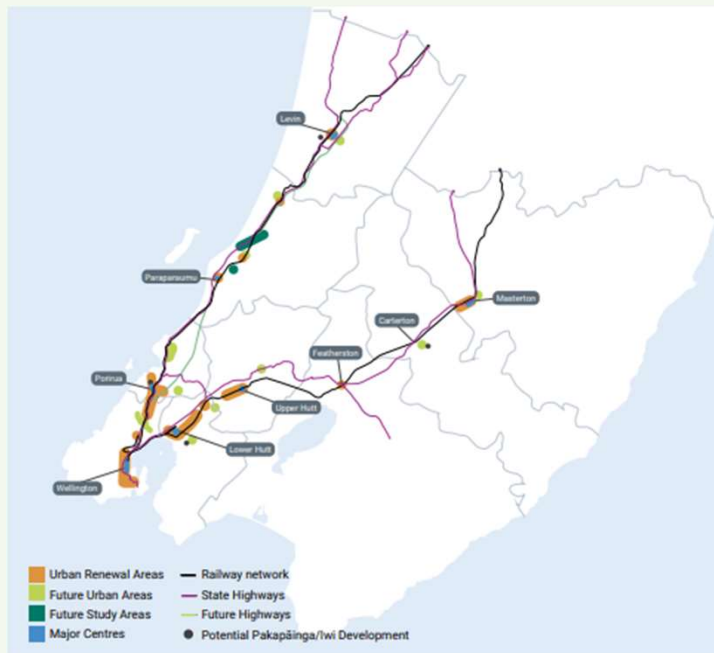 Levin
Paraparaumu
Masterton
Carterton
Featherston
Porirua
Upper Hutt
Lower Hutt
Wellington
Urban Renewal Areas
Future Urban Areas
Future Study Areas
Major Centres
Railway network
State Highways
Future Highways
Potential Pakapāinga/Iwi Development